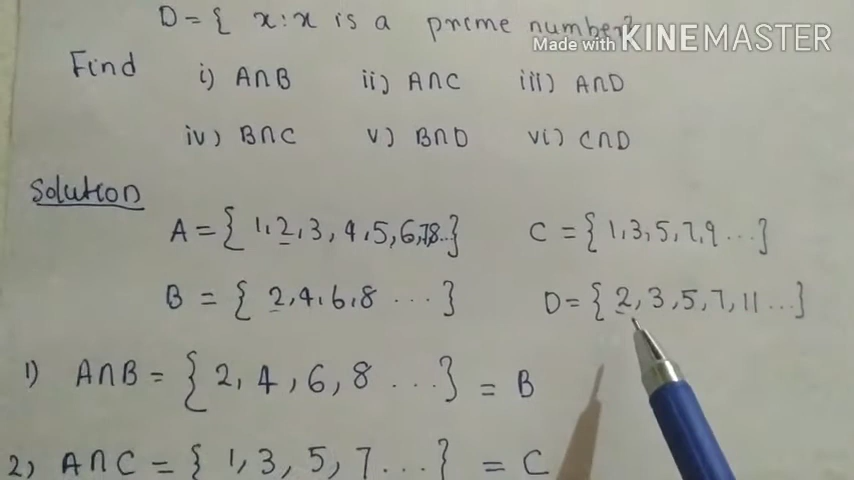 D = { x : x is a prime number}
Made with KINEMASTER
Find i) A∩B ii) A∩C iii) A∩D
iv) B∩C v) B∩D vi) C∩D
Solution
A = { 1, 2, 3, 4, 5, 6, 7, 8... } C = { 1, 3, 5, 7, 9 ... }
B = { 2, 4, 6, 8 ... } D = { 2, 3, 5, 7, 11 ... }
1) A∩B = { 2, 4, 6, 8 ... } = B
2) A∩C = { 1, 3, 5, 7 ... } = C